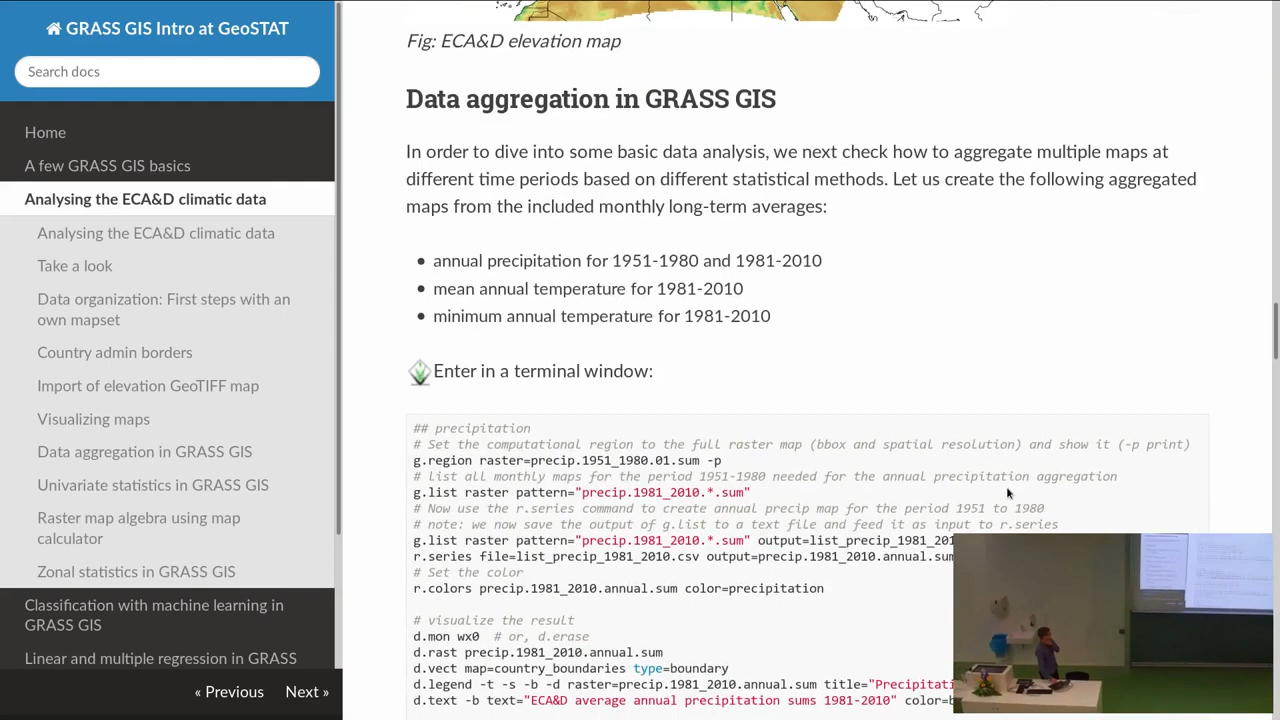 GRASS GIS Intro at GeoSTAT
Search docs
Home
A few GRASS GIS basics
Analysing the ECA&D climatic data
Analysing the ECA&D climatic data
Take a look
Data organization: First steps with an
own mapset
Country admin borders
Import of elevation GeoTIFF map
Visualizing maps
Data aggregation in GRASS GIS
Univariate statistics in GRASS GIS
Raster map algebra using map
calculator
Zonal statistics in GRASS GIS
Classification with machine learning in
GRASS GIS
Linear and multiple regression in GRASS
« Previous
Next »
Fig: ECA&D elevation map
Data aggregation in GRASS GIS
In order to dive into some basic data analysis, we next check how to aggregate multiple maps at
different time periods based on different statistical methods. Let us create the following aggregated
maps from the included monthly long-term averages:
• annual precipitation for 1951-1980 and 1981-2010
• mean annual temperature for 1981-2010
• minimum annual temperature for 1981-2010
Enter in a terminal window:
## precipitation
# Set the computational region to the full raster map (bbox and spatial resolution) and show it (-p print)
g.region raster=precip.1951_1980.01.sum -p
# list all monthly maps for the period 1951-1980 needed for the annual precipitation aggregation
g.list raster pattern="precip.1981_2010.*.sum"
# Now use the r.series command to create annual precip map for the period 1951 to 1980
# note: we now save the output of g.list to a text file and feed it as input to r.series
g.list raster pattern="precip.1981_2010.*.sum" output=list_precip_1981_201
r.series file=list_precip_1981_2010.csv output=precip.1981_2010.annual.sum
# Set the color
r.colors precip.1981_2010.annual.sum color=precipitation
# visualize the result
d.mon wx0 # or, d.erase
d.rast precip.1981_2010.annual.sum
d.vect map=country_boundaries type=boundary
d.legend -t -s -b -d raster=precip.1981_2010.annual.sum title="Precipitati
d.text -b text="ECA&D average annual precipitation sums 1981-2010" color=b